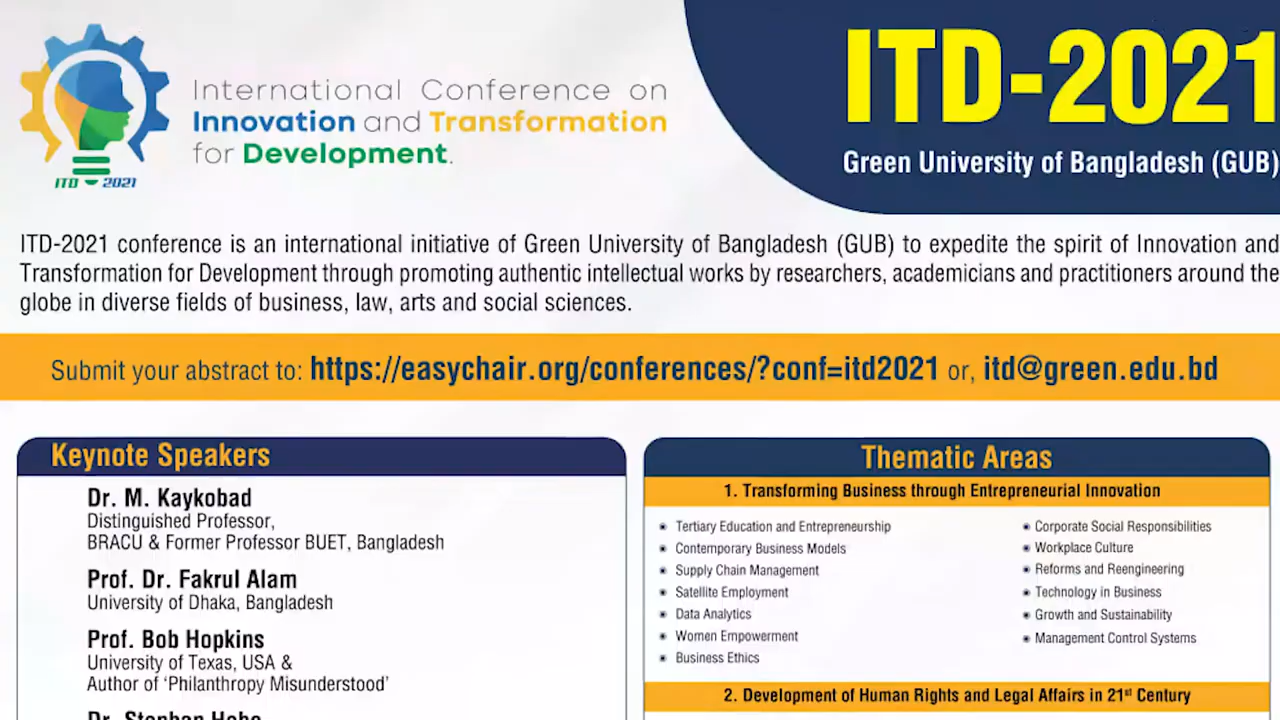 International Conference on
Innovation and Transformation
for Development.
ITD 2021
ITD-2021
Green University of Bangladesh (GUB)
ITD-2021 conference is an international initiative of Green University of Bangladesh (GUB) to expedite the spirit of Innovation and
Transformation for Development through promoting authentic intellectual works by researchers, academicians and practitioners around the
globe in diverse fields of business, law, arts and social sciences.
Submit your abstract to: https://easychair.org/conferences/?conf=itd2021 or, itd@green.edu.bd
Keynote Speakers
Dr. M. Kaykobad
Distinguished Professor,
BRACU & Former Professor BUET, Bangladesh
Prof. Dr. Fakrul Alam
University of Dhaka, Bangladesh
Prof. Bob Hopkins
University of Texas, USA &
Author of ‘Philanthropy Misunderstood’
Thematic Areas
1. Transforming Business through Entrepreneurial Innovation
Tertiary Education and Entrepreneurship
Contemporary Business Models
Supply Chain Management
Satellite Employment
Data Analytics
Women Empowerment
Business Ethics
Corporate Social Responsibilities
Workplace Culture
Reforms and Reengineering
Technology in Business
Growth and Sustainability
Management Control Systems
2. Development of Human Rights and Legal Affairs in 21st Century